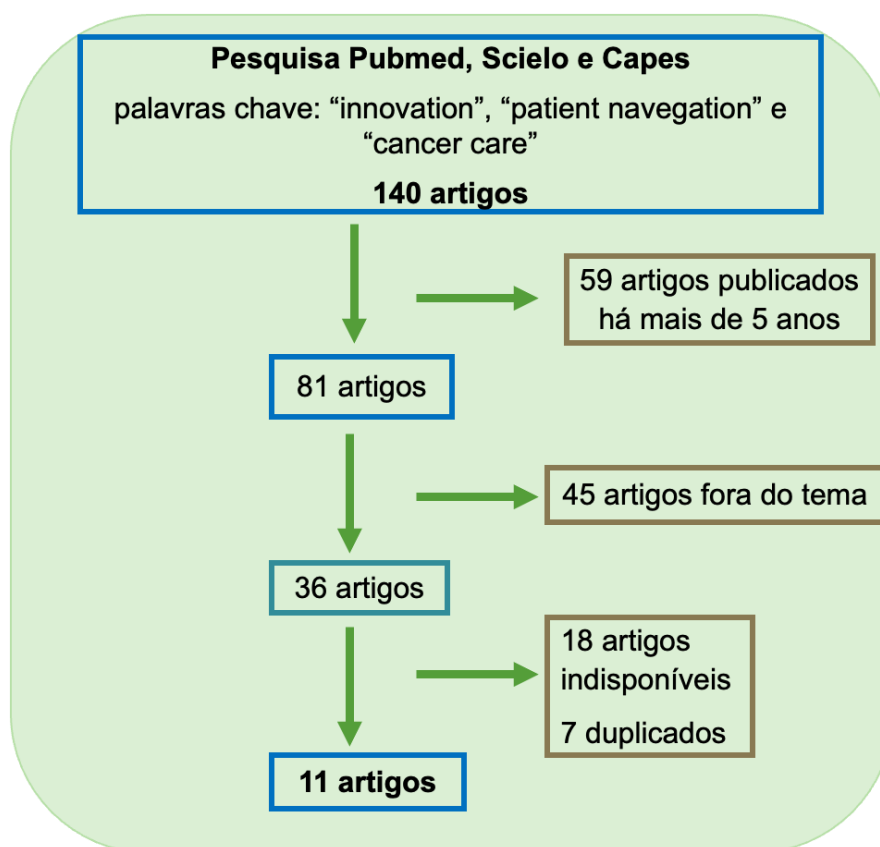 Pesquisa Pubmed, Scielo e Capes
palavras chave: “innovation”, “patient navegation” e
“cancer care”
140 artigos
59 artigos publicados
há mais de 5 anos
81 artigos
45 artigos fora do tema
36 artigos
18 artigos
indisponíveis
7 duplicados
11 artigos